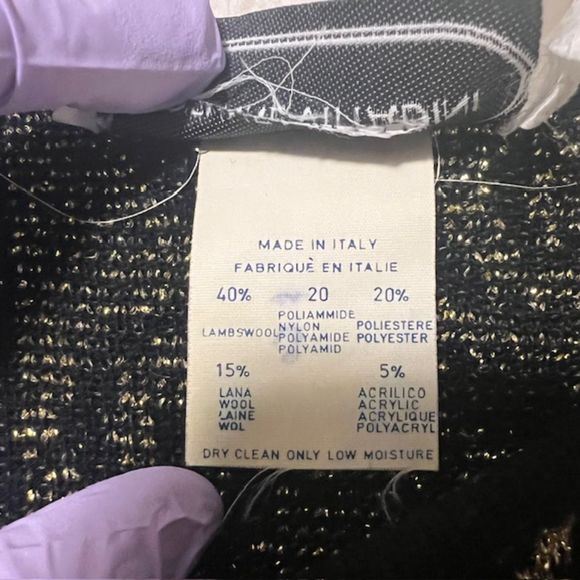 MADE IN ITALY
FABRIQUÈ EN ITALIE
40% 20 20%
POLIAMMIDE
LAMBSWOOL NYLON POLIESTERE
POLYAMIDE POLYESTER
POLYAMID
15% 5%
LANA ACRILICO
WOOL ACRYLIC
LAINE ACRYLIQUE
WOL POLYACRYL
DRY CLEAN ONLY LOW MOISTURE